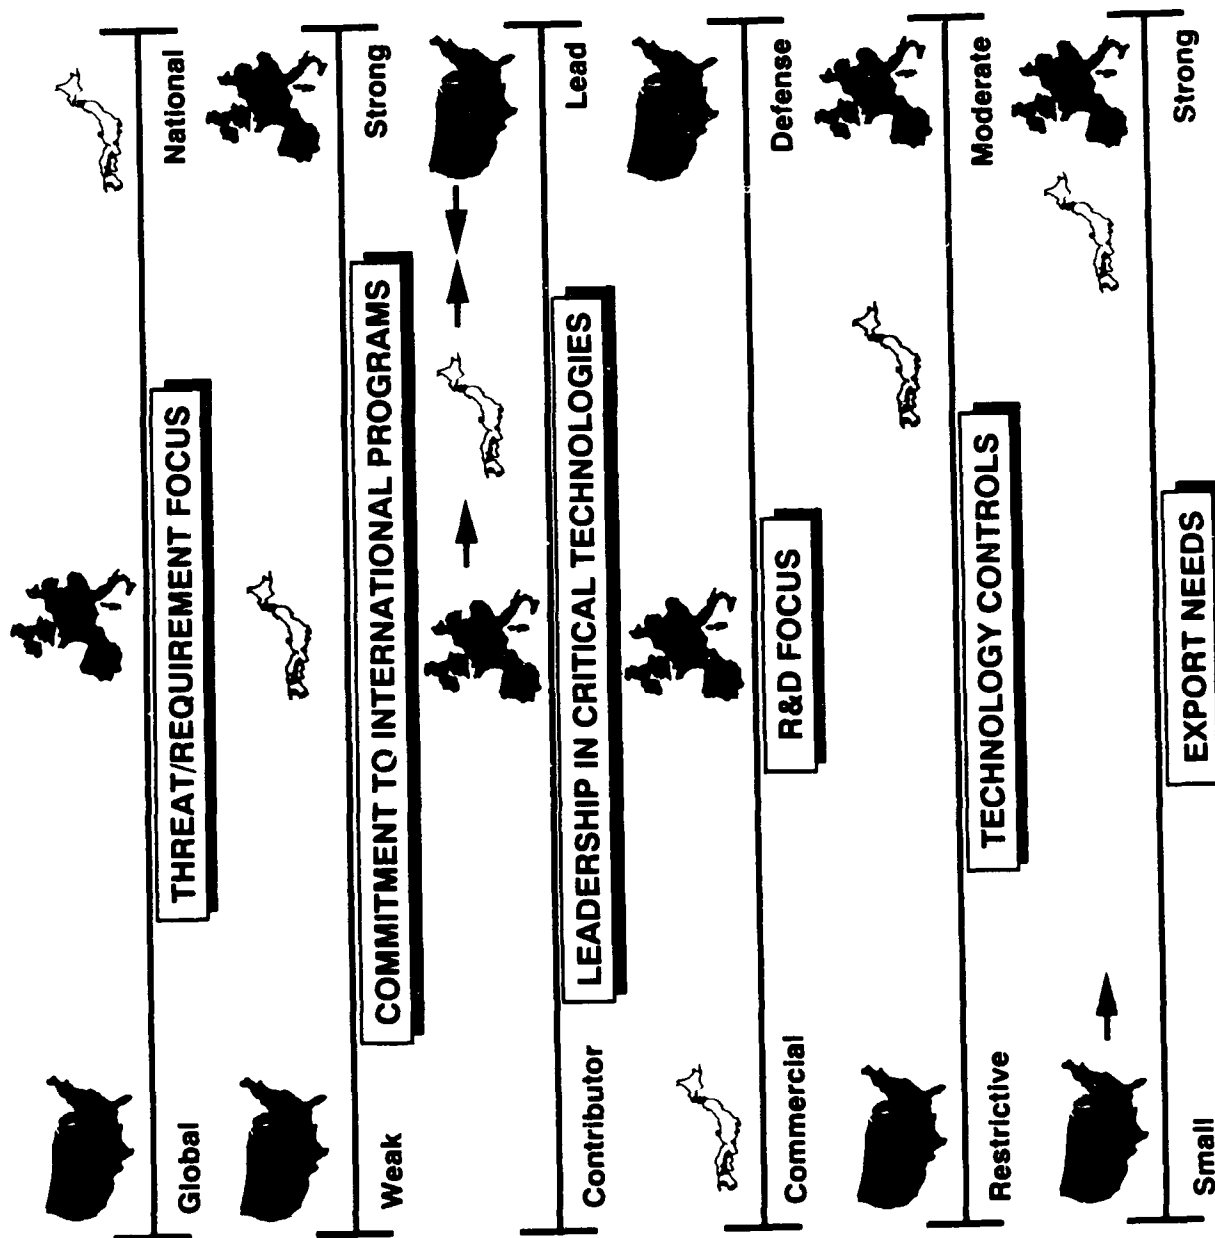 Global
National
THREAT/REQUIREMENT FOCUS
Weak
Strong
COMMITMENT TO INTERNATIONAL PROGRAMS
Contributor
Lead
LEADERSHIP IN CRITICAL TECHNOLOGIES
Commercial
Defense
R&D FOCUS
Restrictive
Moderate
TECHNOLOGY CONTROLS
Small
Strong
EXPORT NEEDS